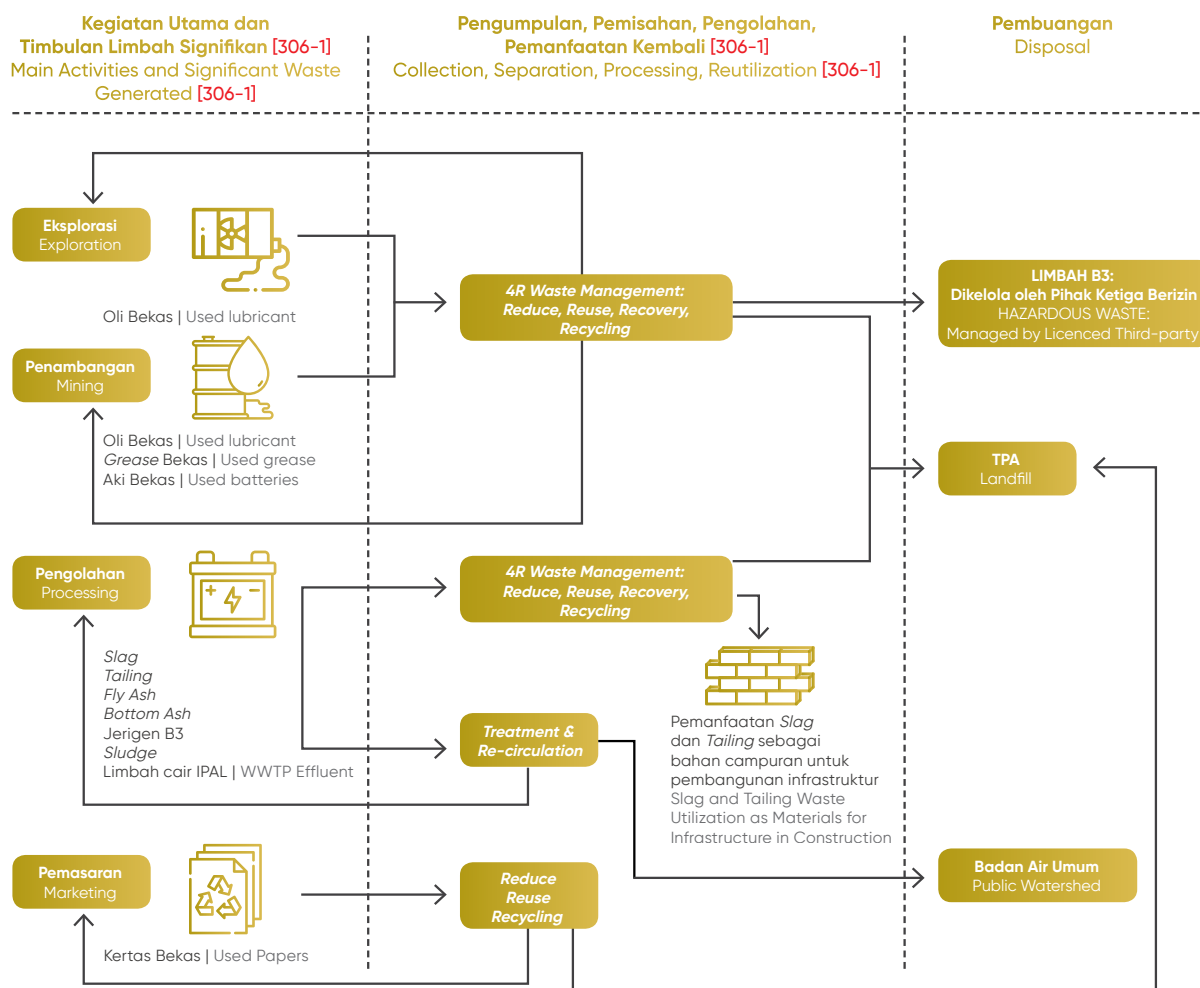 Kegiatan Utama dan
Timbulan Limbah Signifikan [306-1]
Main Activities and Significant Waste
Generated [306-1]
Pengumpulan, Pemisahan, Pengolahan,
Pemanfaatan Kembali [306-1]
Collection, Separation, Processing, Reutilization [306-1]
Pembuangan
Disposal
Eksplorasi
Exploration
Oli Bekas | Used lubricant
4R Waste Management:
Reduce, Reuse, Recovery,
Recycling
LIMBAH B3:
Dikelola oleh Pihak Ketiga Berizin
HAZARDOUS WASTE:
Managed by Licenced Third-party
Penambangan
Mining
Oli Bekas | Used lubricant
Grease Bekas | Used grease
Aki Bekas | Used batteries
TPA
Landfill
Pengolahan
Processing
Slag
Tailing
Fly Ash
Bottom Ash
Jerigen B3
Sludge
Limbah cair IPAL | WWTP Effluent
4R Waste Management:
Reduce, Reuse, Recovery,
Recycling
Treatment &
Re-circulation
Pemanfaatan Slag
dan Tailing sebagai
bahan campuran untuk
pembangunan infrastruktur
Slag and Tailing Waste
Utilization as Materials for
Infrastructure in Construction
Pemasaran
Marketing
Kertas Bekas | Used Papers
Reduce
Reuse
Recycling
Badan Air Umum
Public Watershed